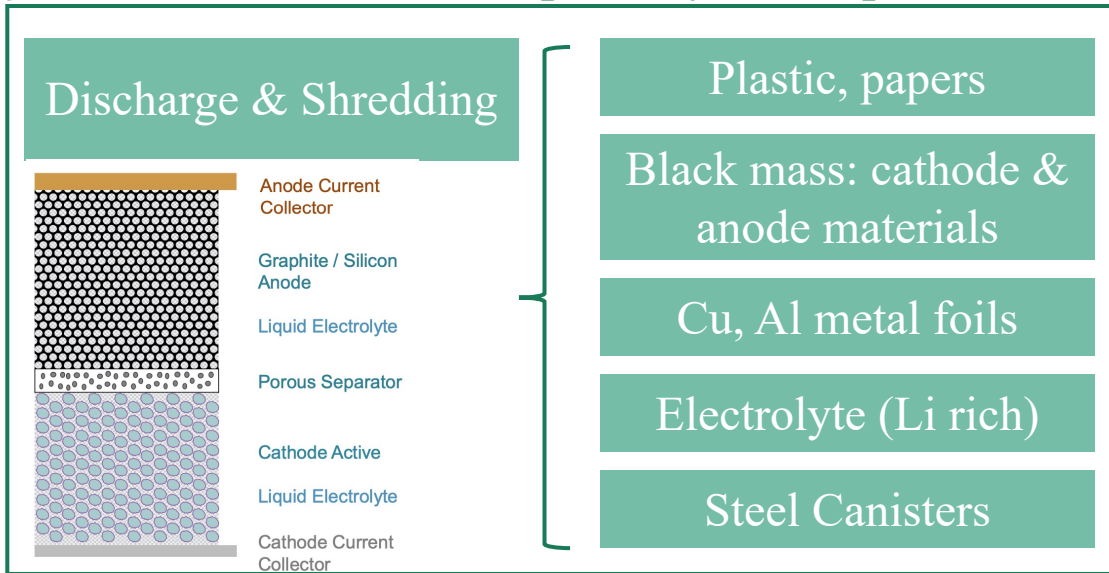 Discharge & Shredding
Anode Current
Collector
Graphite / Silicon
Anode
Liquid Electrolyte
Porous Separator
Cathode Active
Liquid Electrolyte
Cathode Current
Collector
Plastic, papers
Black mass: cathode &
anode materials
Cu, Al metal foils
Electrolyte (Li rich)
Steel Canisters